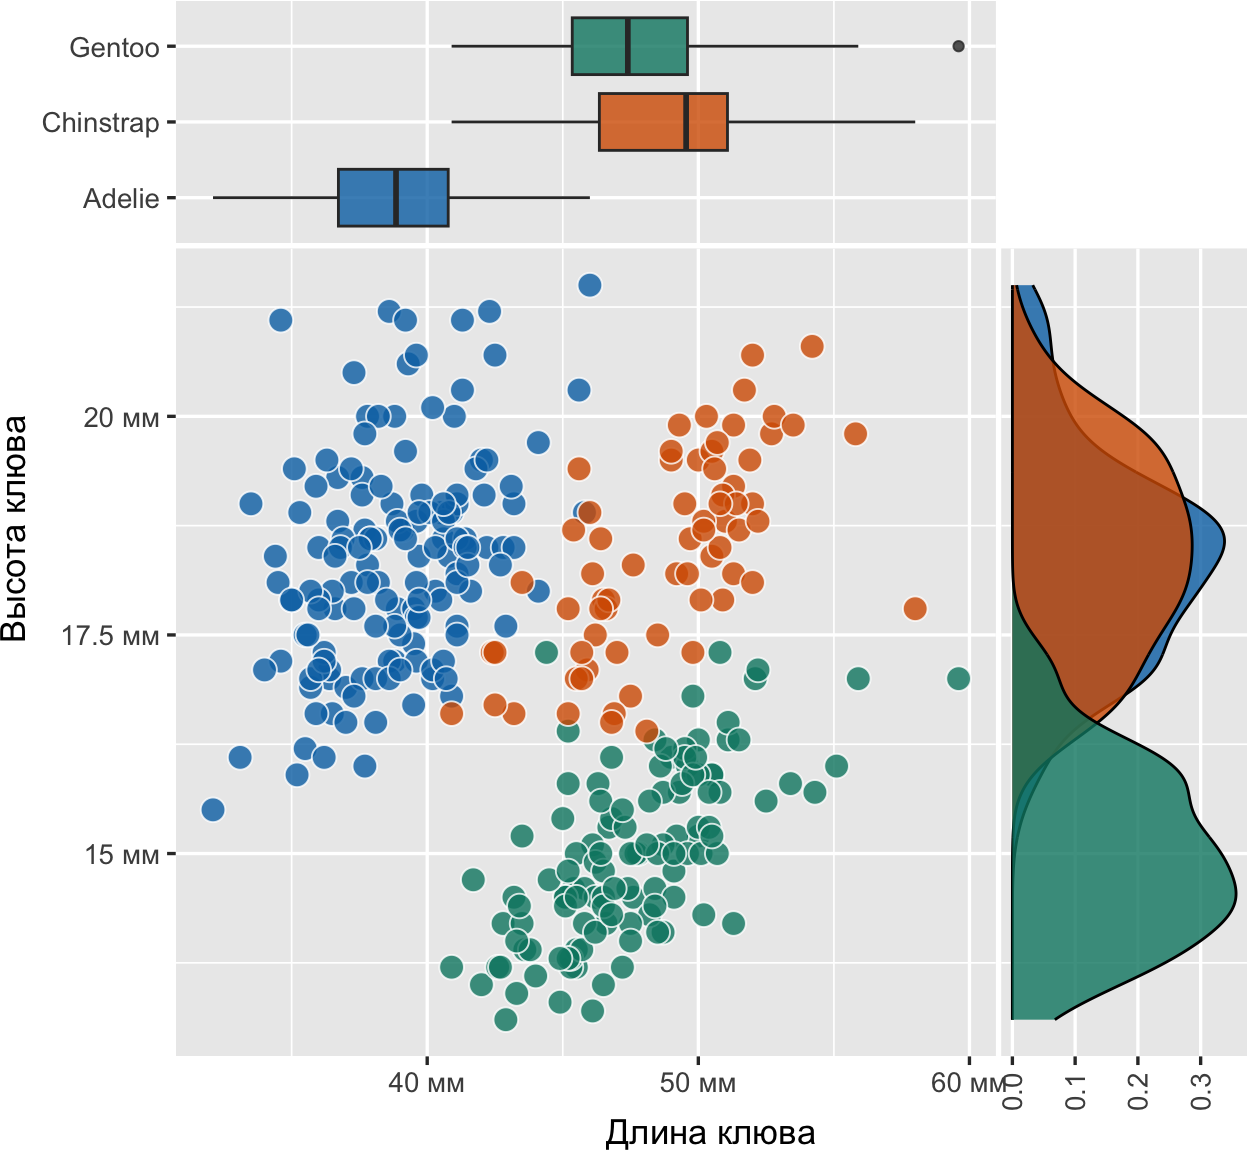 Gentoo
Chinstrap
Adelie
Высота клюва
20 мм
17.5 мм
15 мм
40 мм
50 мм
60 мм
0.0
0.1
0.2
0.3
Длина клюва